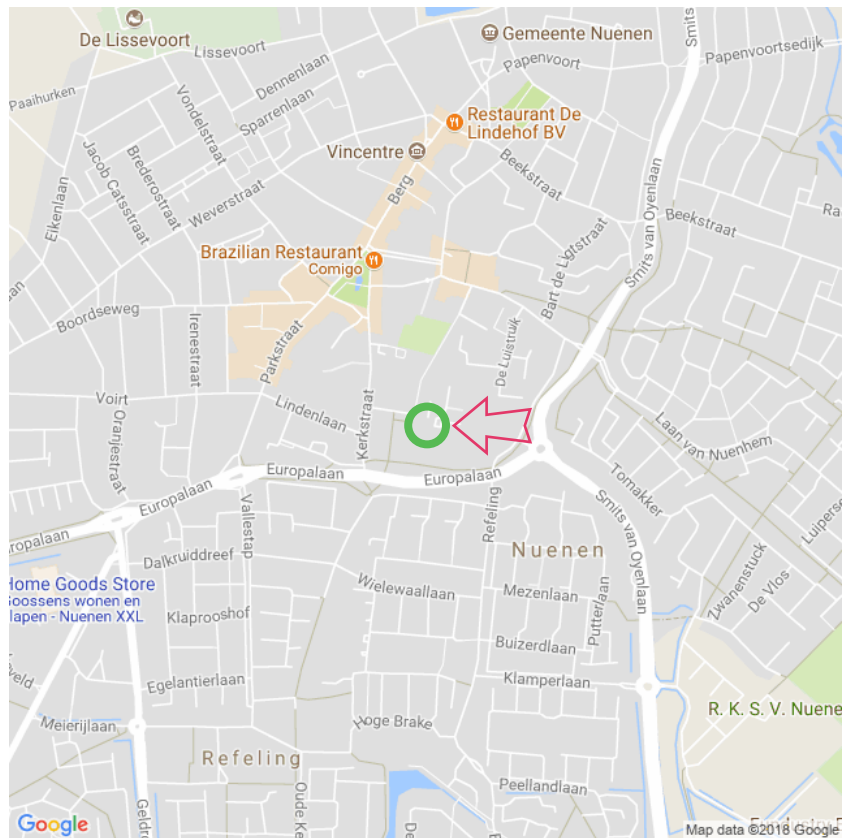 De Lissevoort
Lissevoort
Gemeente Nuenen
Papenvoort
Papenvoortsedijk
Smits
Paaihurken
Dennenlaan
Vondelstraat
Sparrenlaan
Restaurant De
Lindehof BV
Vincentre
Jacob Catsstraat
Brederostraat
Weverstraat
Berg
Beekstraat
Beekstraat
Eikenlaan
Smits van Oyenlaan
Brazilian Restaurant
Comigo
Bart de Ligtstraat
Boordseweg
Irenestraat
Parkstraat
De Luistruik
Voirt
Oranjestraat
Lindenlaan
Kerkstraat
Laan van Nuenhem
Europalaan
Europalaan
Europalaan
Tomakker
Vallestap
Refeling
Smits van Oyenlaan
Nuenen
Dalkruiddreef
Zwanenstuck
De Vlos
Home Goods Store
Goossens wonen en
Nuenen XXL
Klaprooshof
Wielewaallaan
Mezenlaan
Putterlaan
Buizerdlaan
Egelantierlaan
Klamperlaan
Meierijlaan
Hoge Brake
R. K. S. V. Nuene
Refeling
Peellandlaan
Oude Ke
Geldro
De
Google
Map data ©2018 Google